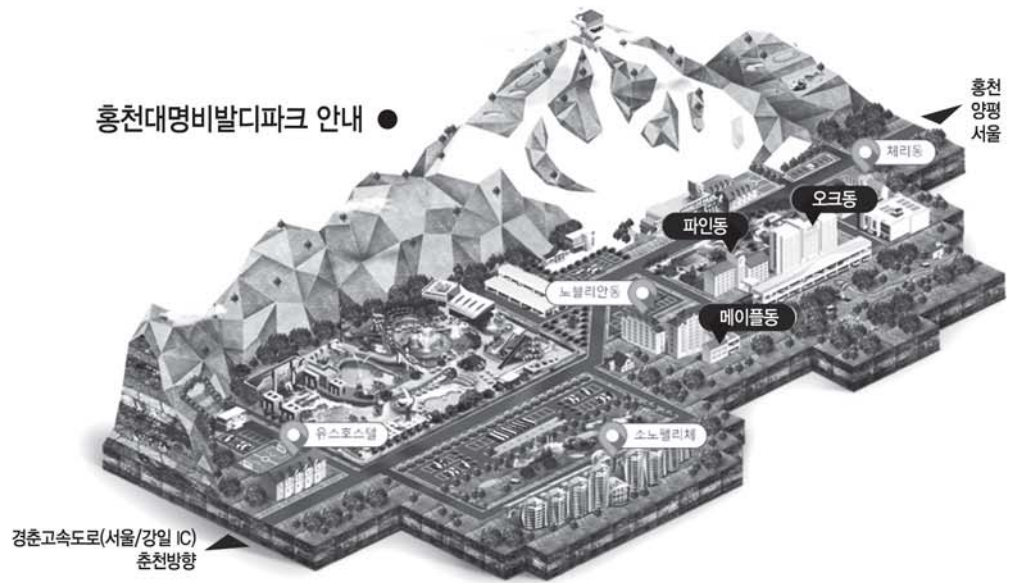 홍천대명비발디파크 안내 ●
홍천
양평
서울
체리동
오크동
파인동
노블리안동
메이플동
유스호스텔
소노펠리체
경춘고속도로(서울/강일 IC)
춘천방향